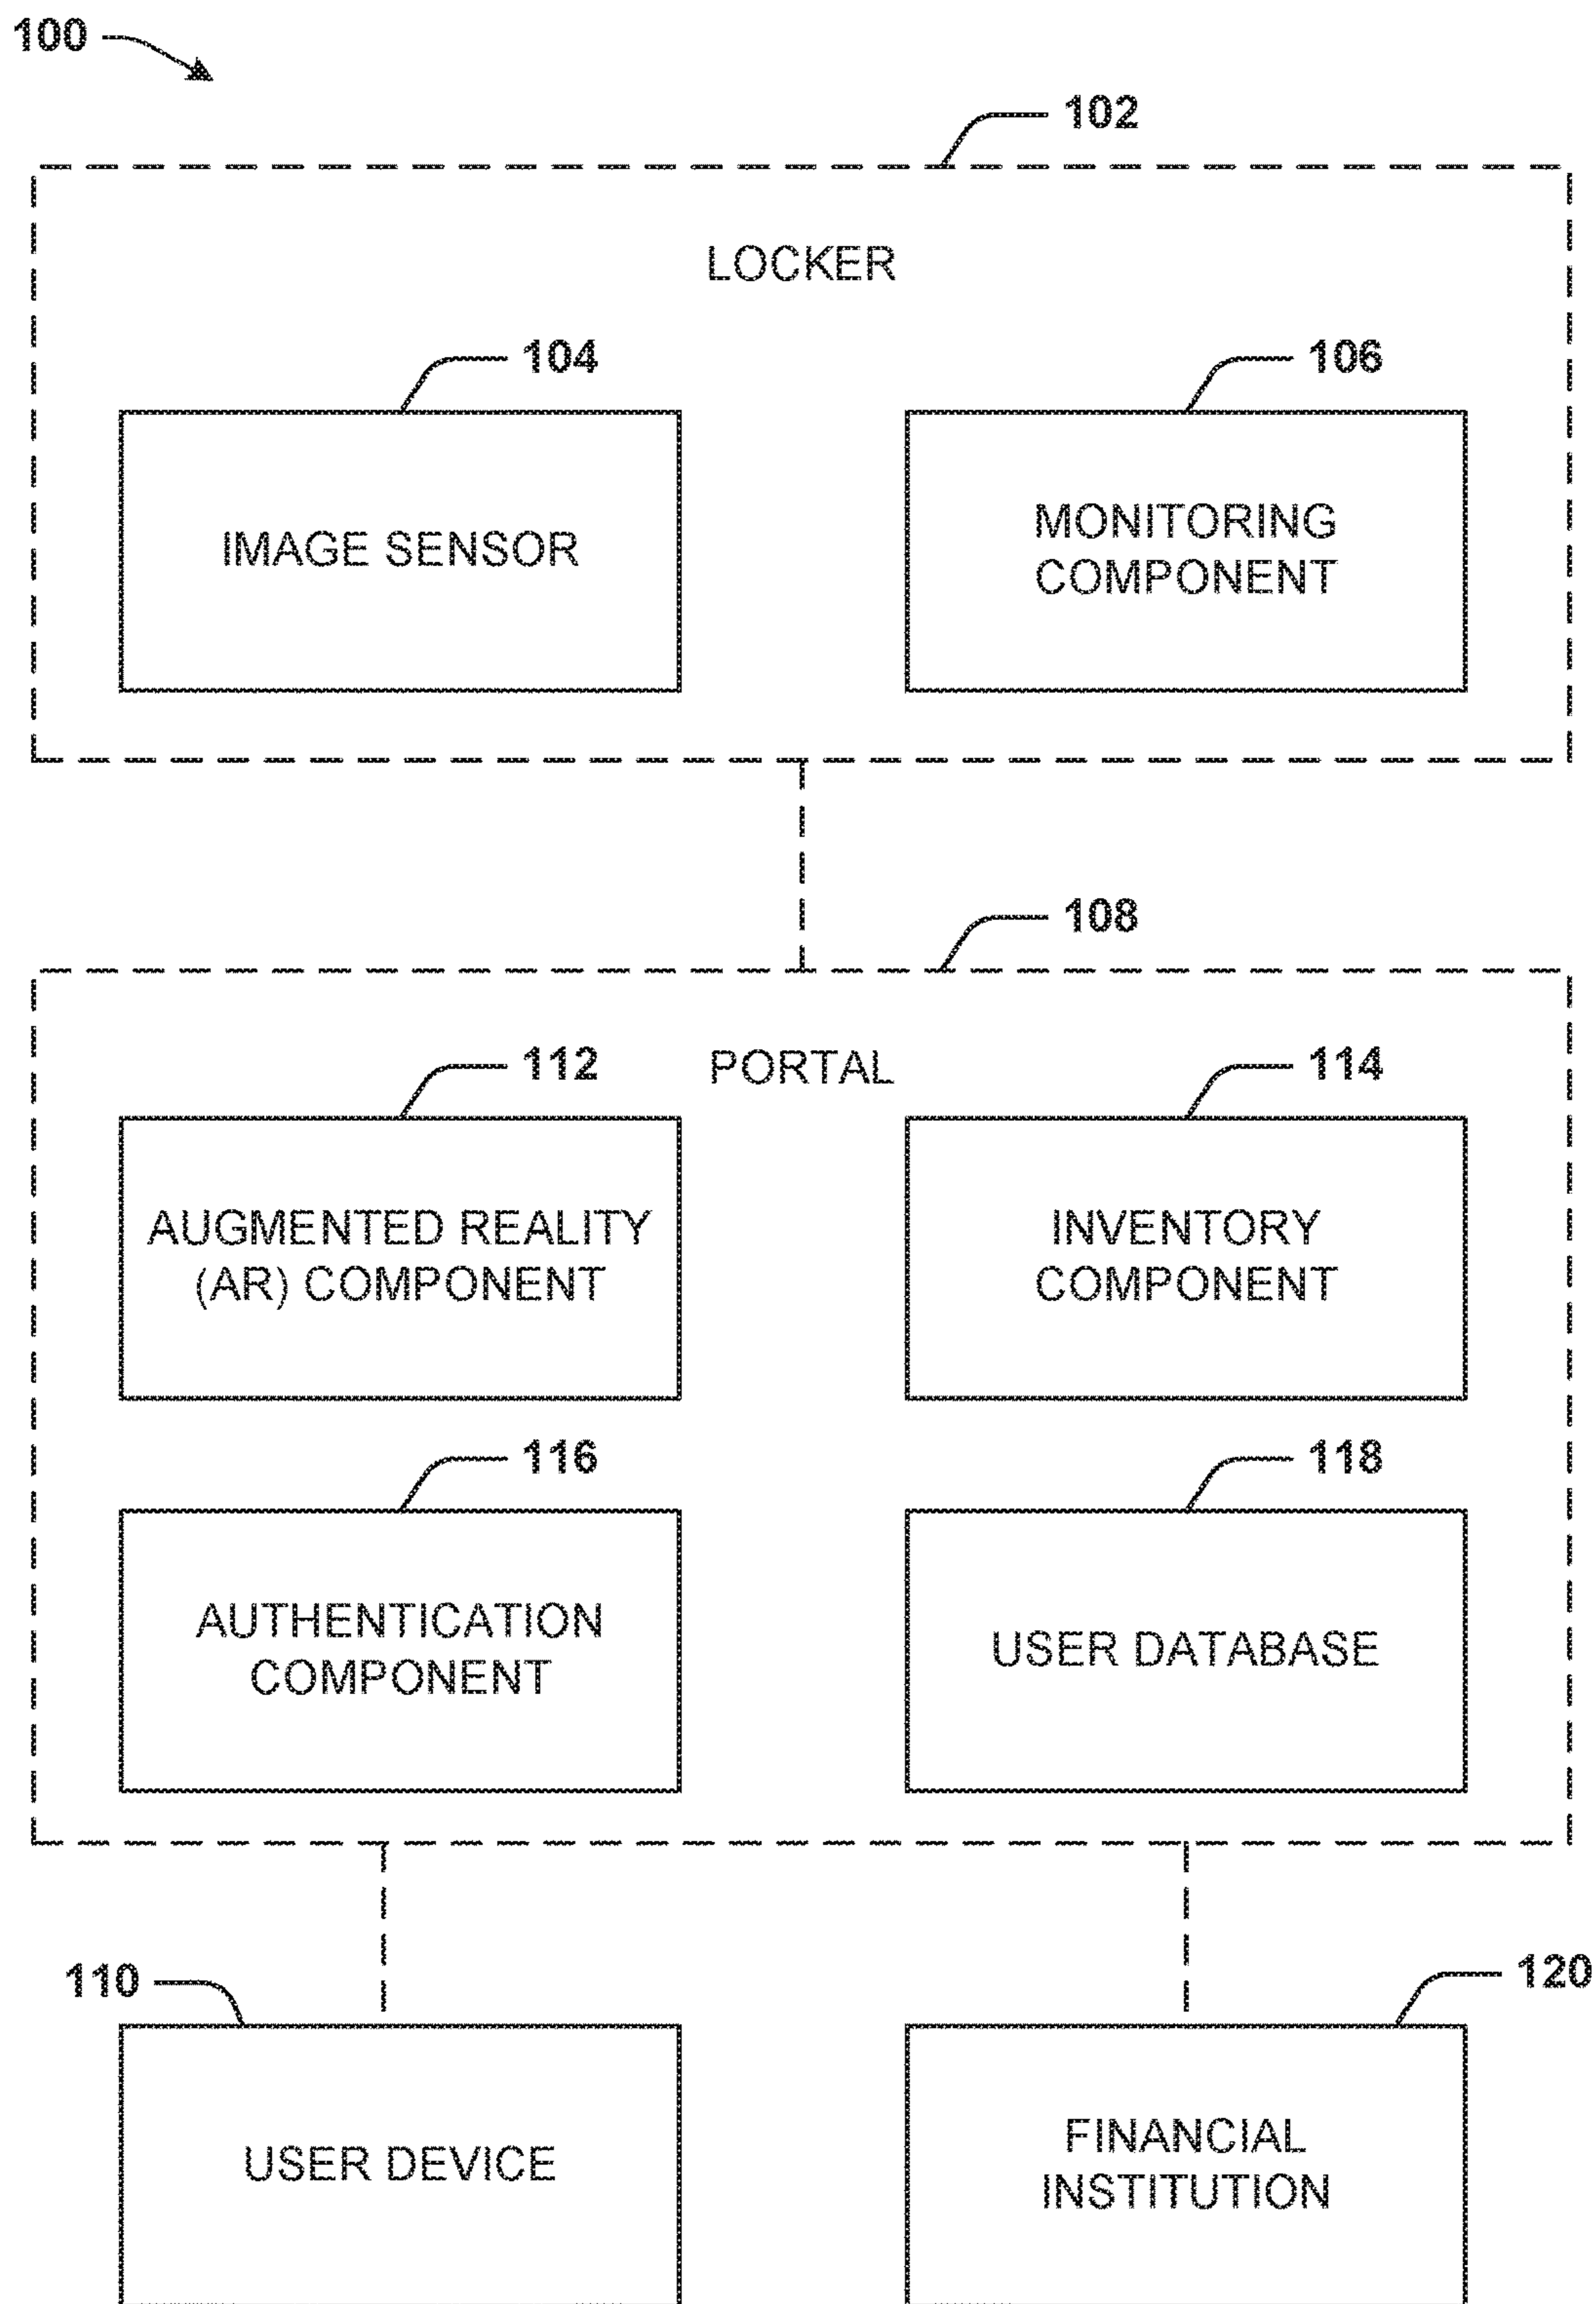 100
102
LOCKER
104
106
IMAGE SENSOR
MONITORING
COMPONENT
108
PORTAL
112
114
AUGMENTED REALITY
(AR) COMPONENT
INVENTORY
COMPONENT
116
118
AUTHENTICATION
COMPONENT
USER DATABASE
110
120
USER DEVICE
FINANCIAL
INSTITUTION